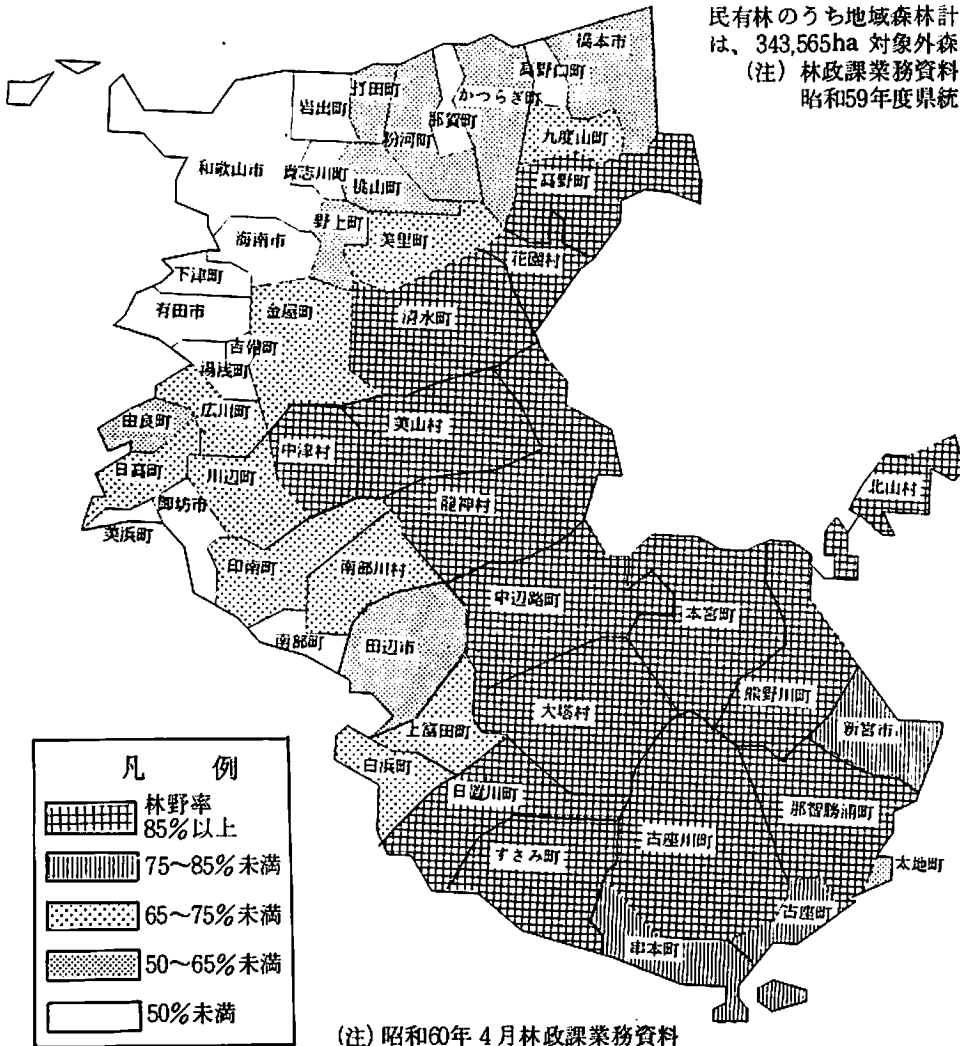 民有林のうち地域森林計
は、343,565ha 対象外森
(注) 林政課業務資料
昭和59年度県統
橋本市
高野口町
打田町
かつらぎ町
岩出町
那賀町
粉河町
九度山町
和歌山市
貴志川町
桃山町
高野町
野上町
美里町
海南市
花園村
下津町
有田市
金屋町
清水町
吉備町
湯浅町
広川町
由良町
美山村
中津村
日高町
川辺町
北山村
御坊市
龍神村
美浜町
印南町
南部川村
中辺路町
本宮町
南部町
田辺市
熊野川町
大塔村
新宮市
上富田町
白浜町
日置川町
那智勝浦町
古座川町
すさみ町
太地町
古座町
串本町
凡 例
林野率
85%以上
75~85%未満
65~75%未満
50~65%未満
50%未満
(注) 昭和60年4月林政課業務資料